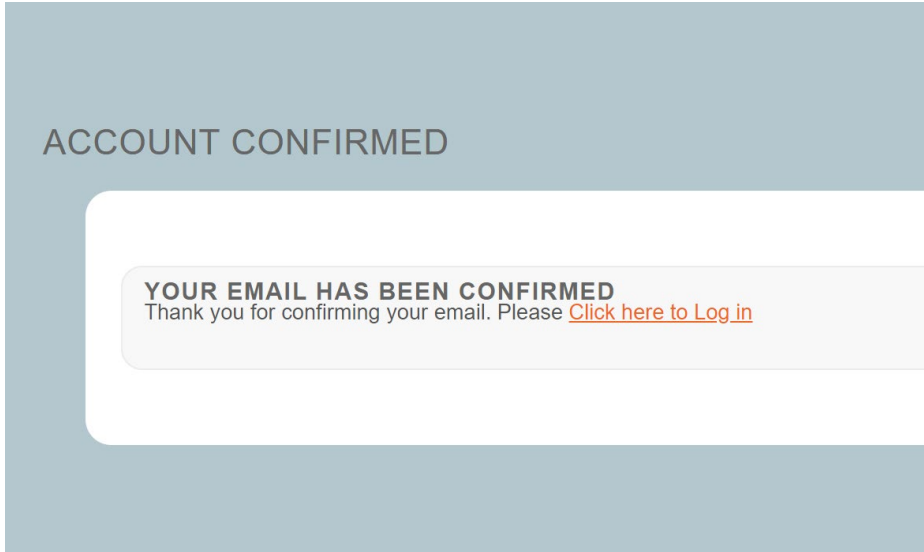 ACCOUNT CONFIRMED
YOUR EMAIL HAS BEEN CONFIRMED
Thank you for confirming your email. Please Click here to Log in